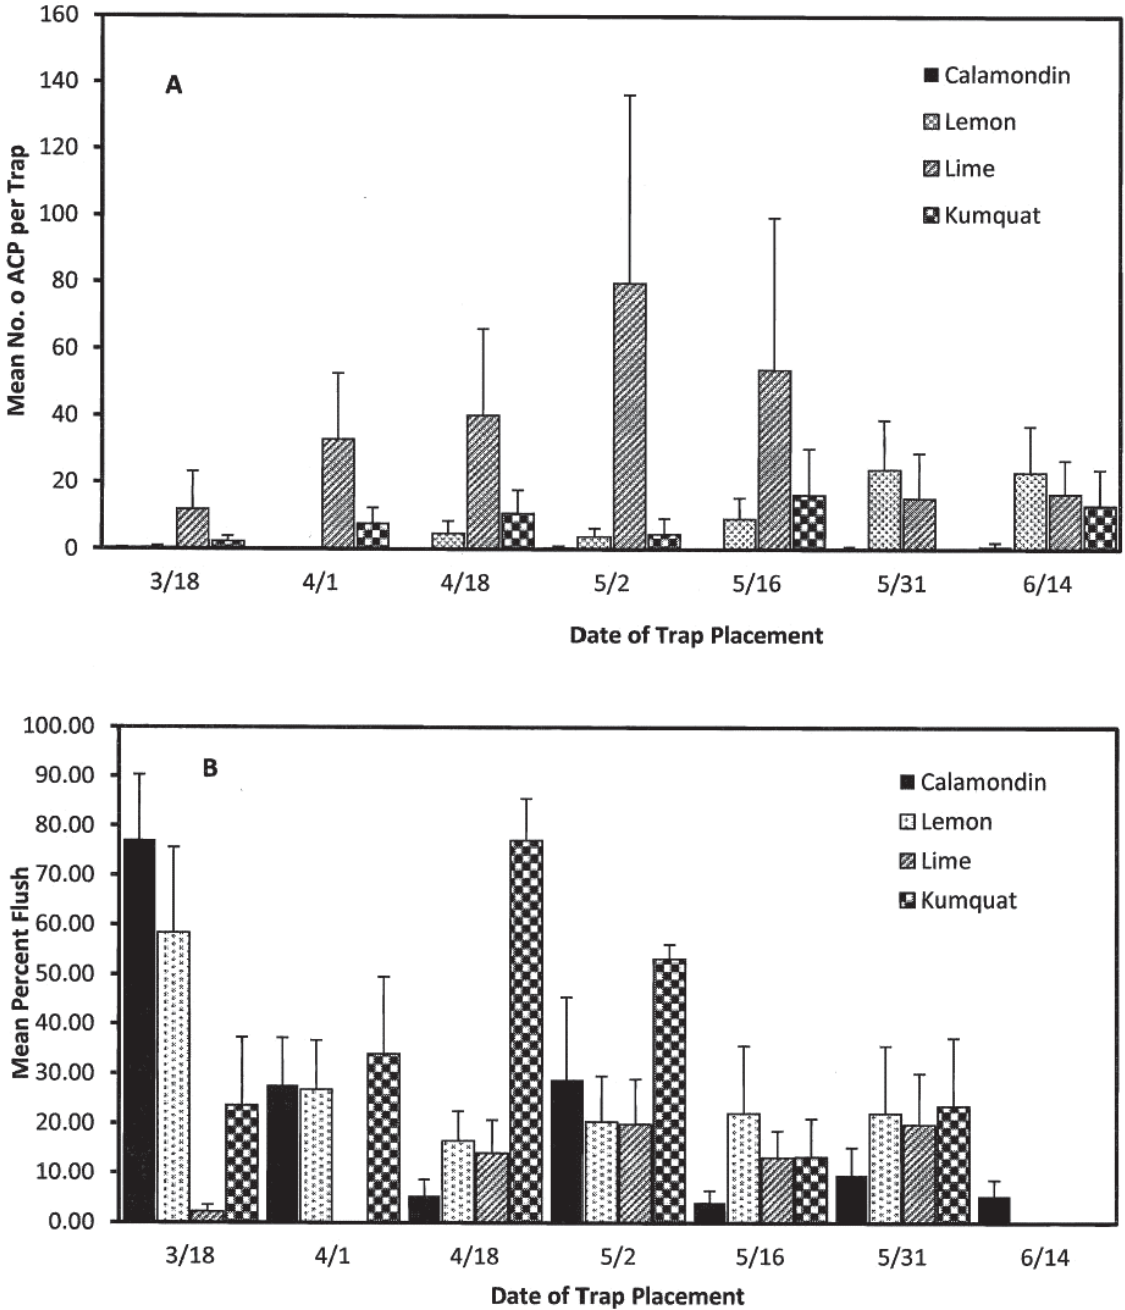 160
140
120
100
80
60
40
20
0
Mean No. o ACP per Trap
A
Calamondin
Lemon
Lime
Kumquat
3/18 4/1 4/18 5/2 5/16 5/31 6/14
Date of Trap Placement
100.00
90.00
80.00
70.00
60.00
50.00
40.00
30.00
20.00
10.00
0.00
Mean Percent Flush
B
Calamondin
Lemon
Lime
Kumquat
3/18 4/1 4/18 5/2 5/16 5/31 6/14
Date of Trap Placement